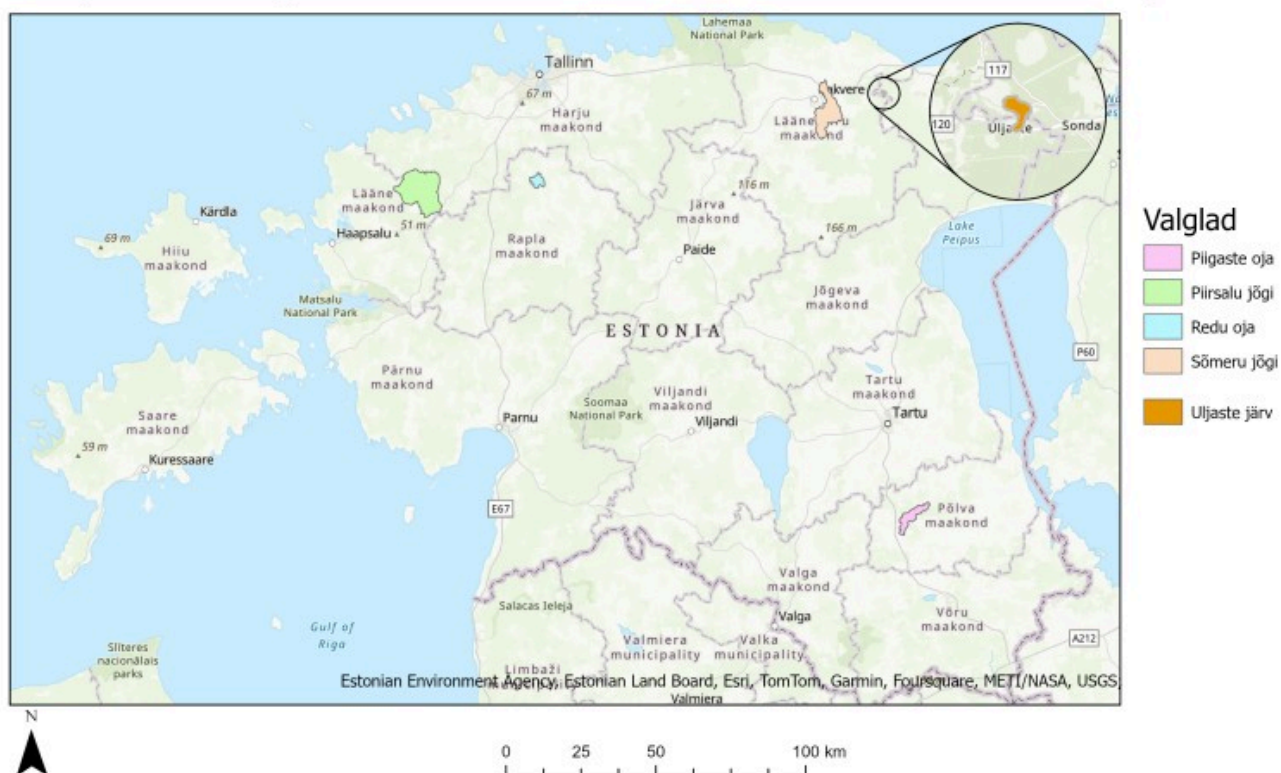 Lahemaa
National Park
Tallinn
67 m
Harju
maakond
akvere
Lääne
maakond
117
120
Sonda
Lääne
maakond
51 m
Haapsalu
Kärdla
69 m
Hiiu
maakond
Rapla
maakond
116 m
Järva
maakond
Paide
166 m
Lake
Peipus
Jõgeva
maakond
Matsalu
National Park
ESTONIA
P60
Pärnu
maakond
Soomaa
National Park
Viljandi
maakond
Viljandi
Tartu
maakond
Tartu
Parnu
Saare
maakond
59 m
Kuressaare
E67
Põlva
maakond
Valga
maakond
Valga
Võru
maakond
A212
Salacas Ieleja
Gulf of
Riga
Slīteres
nacionālais
parks
Valmiera
municipality
Valka
municipality
Limbaži
Estonian Environment Agency, Estonian Land Board, Esri, TomTom, Garmin, Foursquare, METI/NASA, USGS
Valmiera
Valglad
Piigaste oja
Piirsalu jõgi
Redu oja
Sõmeru jõgi
Uljaste järv
N
0 25 50 100 km